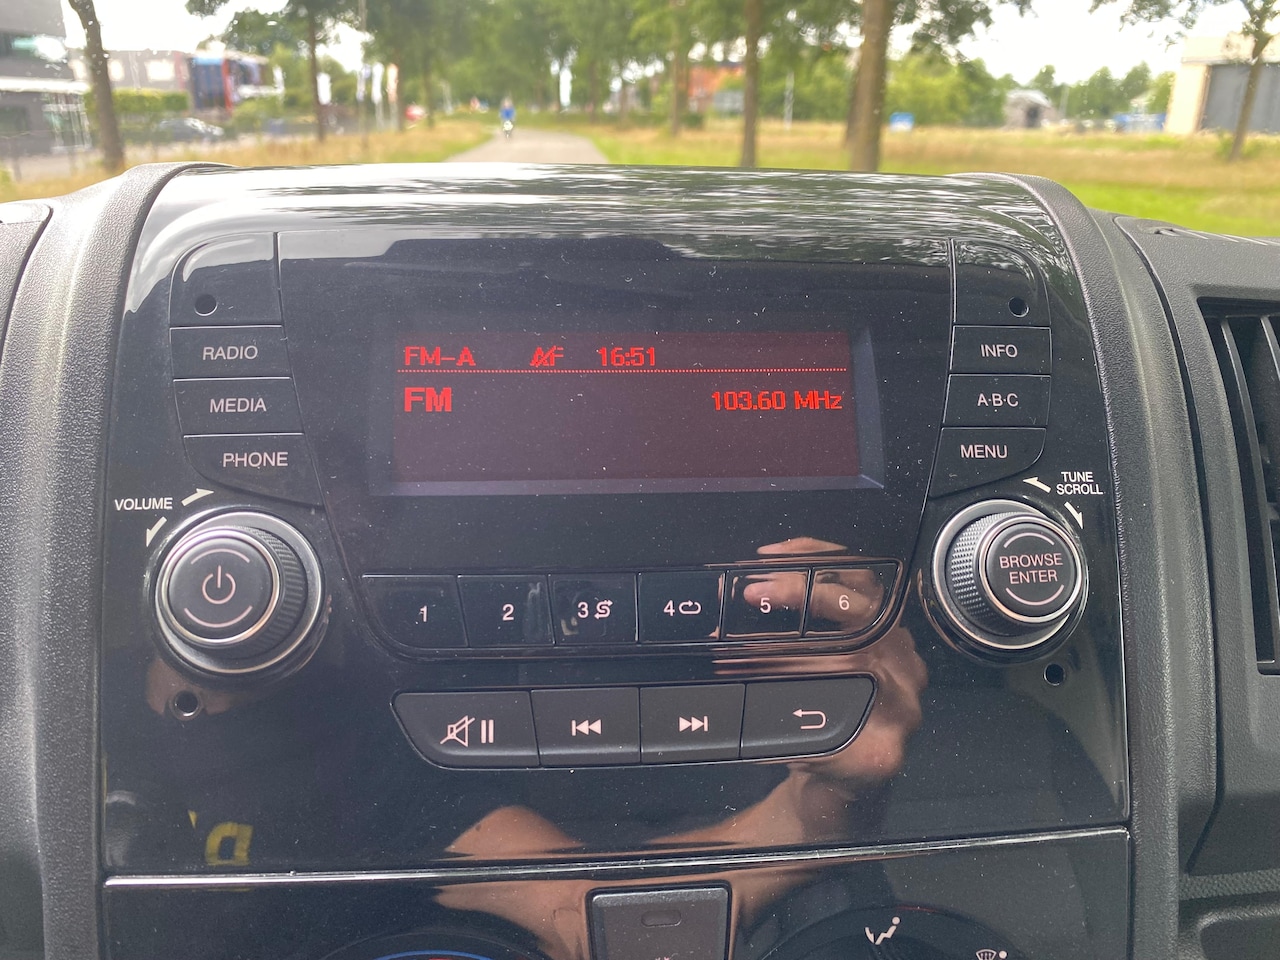 FM-A AF 16:51
FM 103.60 MHz
RADIO
MEDIA
PHONE
INFO
A·B·C
MENU
VOLUME
TUNE
SCROLL
BROWSE
ENTER
1 2 3 4 5 6